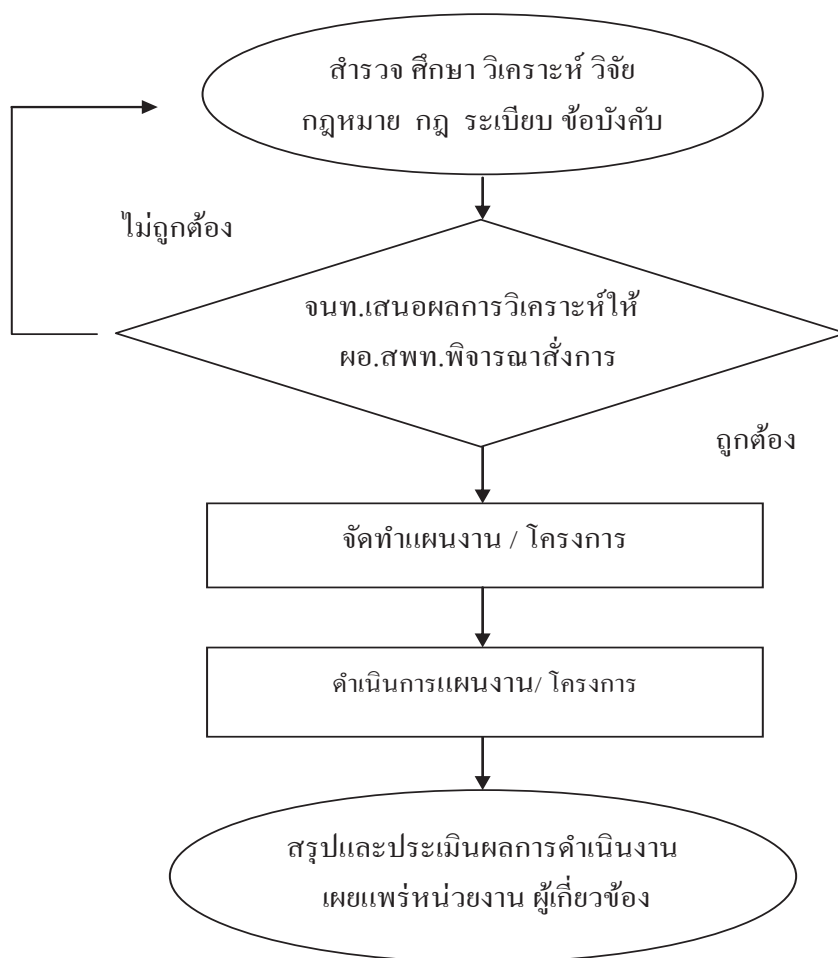 สำรวจ ศึกษา วิเคราะห์ วิจัย
กฎหมาย กฎ ระเบียบ ข้อบังคับ
ไม่ถูกต้อง
จนท.เสนอผลการวิเคราะห์ให้
ผอ.สพท.พิจารณาสั่งการ
ถูกต้อง
จัดทำแผนงาน / โครงการ
ดำเนินการแผนงาน/ โครงการ
สรุปและประเมินผลการดำเนินงาน
เผยแพร่หน่วยงาน ผู้เกี่ยวข้อง